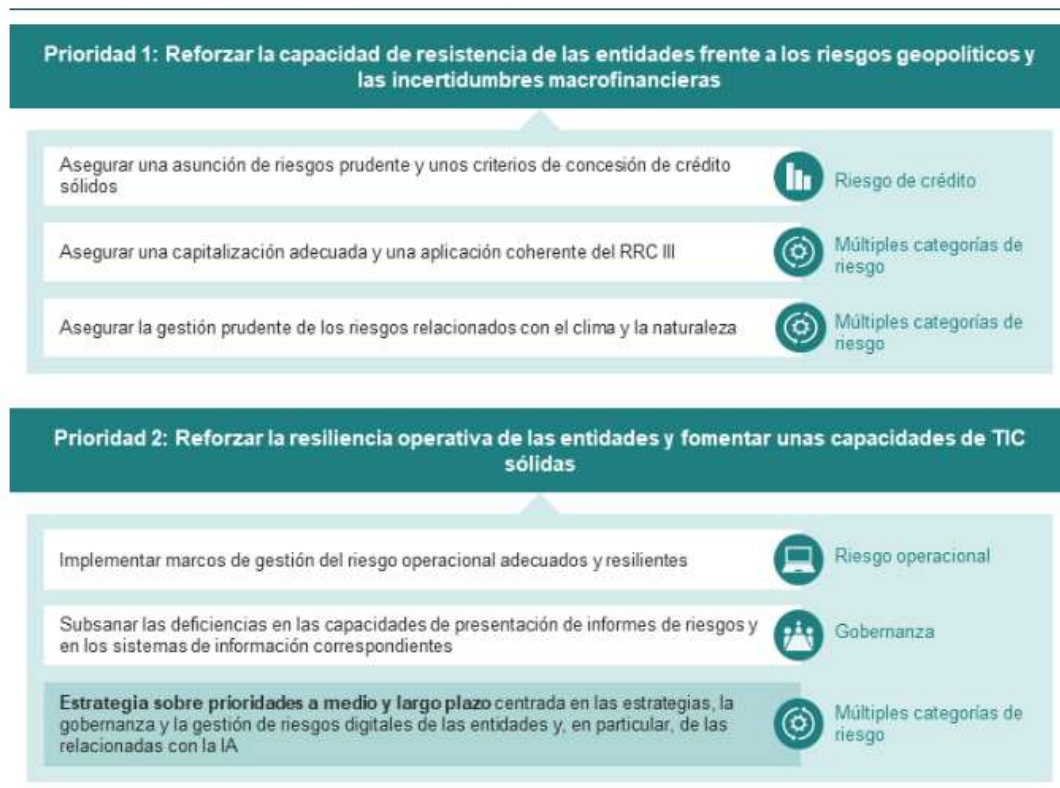 Prioridad 1: Reforzar la capacidad de resistencia de las entidades frente a los riesgos geopolíticos y
las incertidumbres macrofinancieras
Asegurar una asunción de riesgos prudente y unos criterios de concesión de crédito
sólidos
Riesgo de crédito
Asegurar una capitalización adecuada y una aplicación coherente del RRC III
Múltiples categorías de
riesgo
Asegurar la gestión prudente de los riesgos relacionados con el clima y la naturaleza
Múltiples categorías de
riesgo
Prioridad 2: Reforzar la resiliencia operativa de las entidades y fomentar unas capacidades de TIC
sólidas
Implementar marcos de gestión del riesgo operacional adecuados y resilientes
Riesgo operacional
Subsanar las deficiencias en las capacidades de presentación de informes de riesgos y
en los sistemas de información correspondientes
Gobernanza
Estrategia sobre prioridades a medio y largo plazo centrada en las estrategias, la
gobernanza y la gestión de riesgos digitales de las entidades y, en particular, de las
relacionadas con la IA
Múltiples categorías de
riesgo